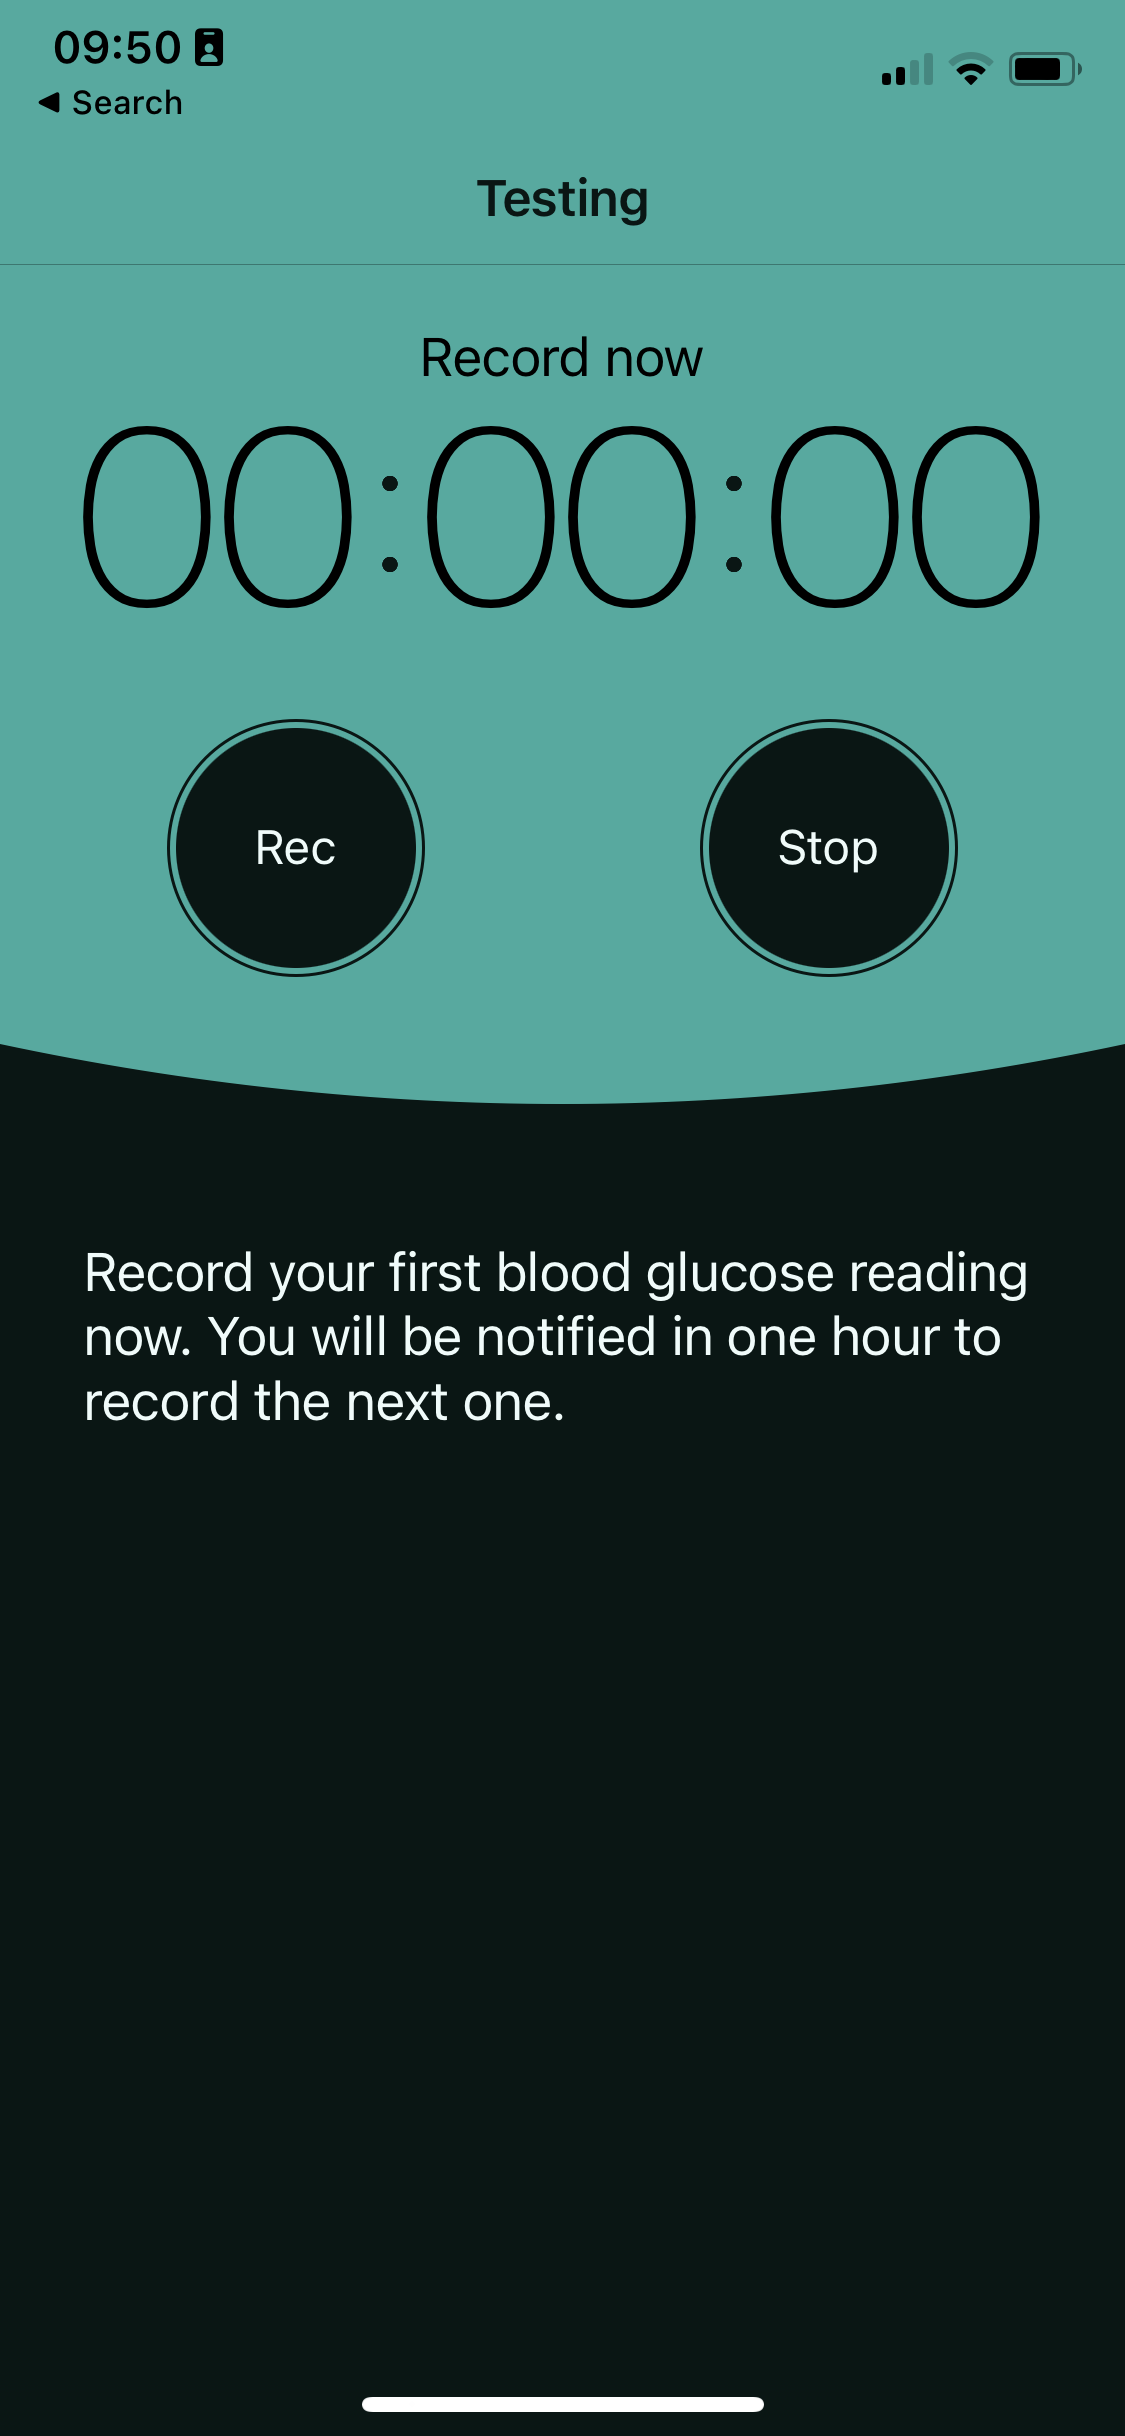 09:50
Search
Testing
Record now
00:00:00
Rec
Stop
Record your first blood glucose reading
now. You will be notified in one hour to
record the next one.